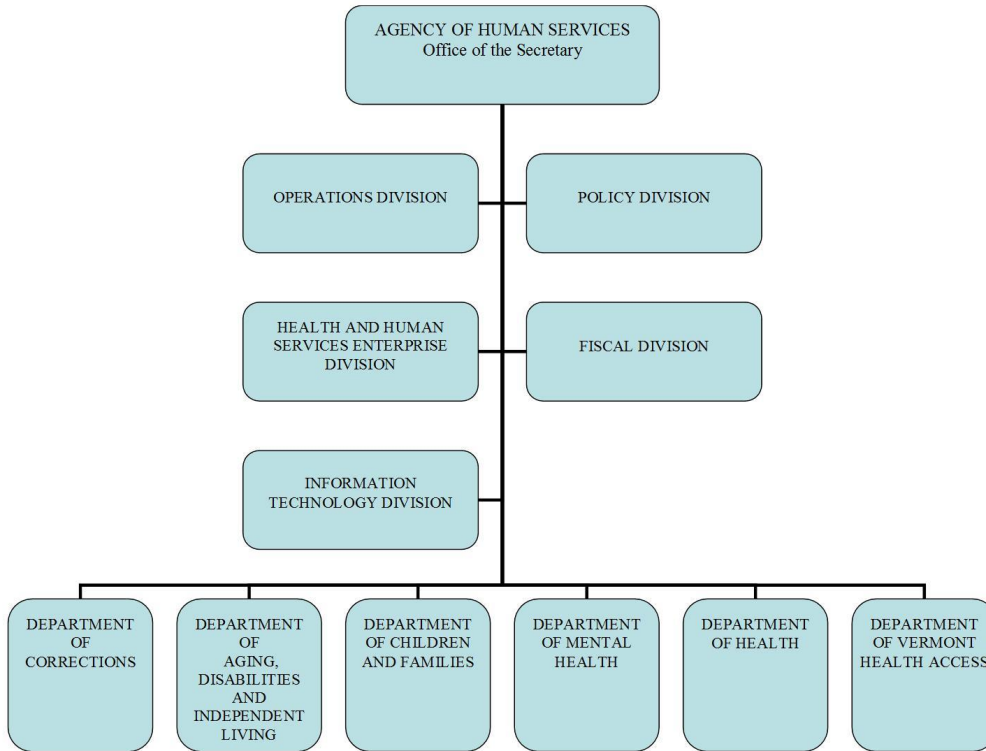 AGENCY OF HUMAN SERVICES
Office of the Secretary
OPERATIONS DIVISION
POLICY DIVISION
HEALTH AND HUMAN
SERVICES ENTERPRISE
DIVISION
FISCAL DIVISION
INFORMATION
TECHNOLOGY DIVISION
DEPARTMENT
OF
CORRECTIONS
DEPARTMENT
OF
AGING,
DISABILITIES
AND
INDEPENDENT
LIVING
DEPARTMENT
OF CHILDREN
AND FAMILIES
DEPARTMENT
OF MENTAL
HEALTH
DEPARTMENT
OF HEALTH
DEPARTMENT
OF VERMONT
HEALTH ACCESS